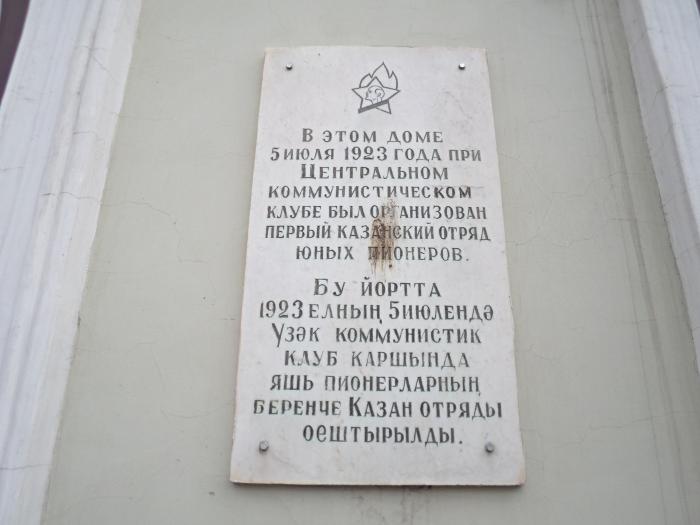 В ЭТОМ ДОМЕ
5 ИЮЛЯ 1923 ГОДА ПРИ
ЦЕНТРАЛЬНОМ
КОММУНИСТИЧЕСКОМ
КЛУБЕ БЫЛ ОРГАНИЗОВАН
ПЕРВЫЙ КАЗАНСКИЙ ОТРЯД
ЮНЫХ ПИОНЕРОВ.
БУ ЙОРТТА
1923 ЕЛНЫҢ 5 ИЮЛЕНДӘ
ҮЗӘК КОММУНИСТИК
КЛУБ КАРШЫНДА
ЯШЬ ПИОНЕРЛАРНЫҢ
БЕРЕНЧЕ КАЗАН ОТРЯДЫ
ОЕШТЫРЫЛДЫ.